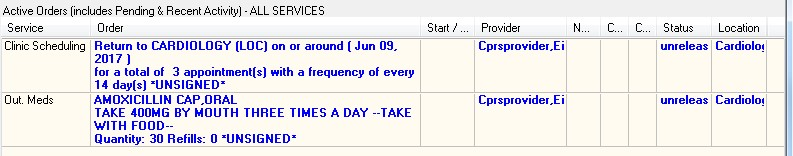 Active Orders (includes Pending & Recent Activity) - ALL SERVICES
Service Order Start / ... Provider N... C... C... Status Location
Clinic Scheduling Return to CARDIOLOGY (LOC) on or around ( Jun 09, Cprsprovider,Ei unreleas Cardiolog
2017 )
for a total of 3 appointment(s) with a frequency of every
14 day(s) *UNSIGNED*
Out. Meds AMOXICILLIN CAP,ORAL Cprsprovider,Ei unreleas Cardiolog
TAKE 400MG BY MOUTH THREE TIMES A DAY --TAKE
WITH FOOD--
Quantity: 30 Refills: 0 *UNSIGNED*